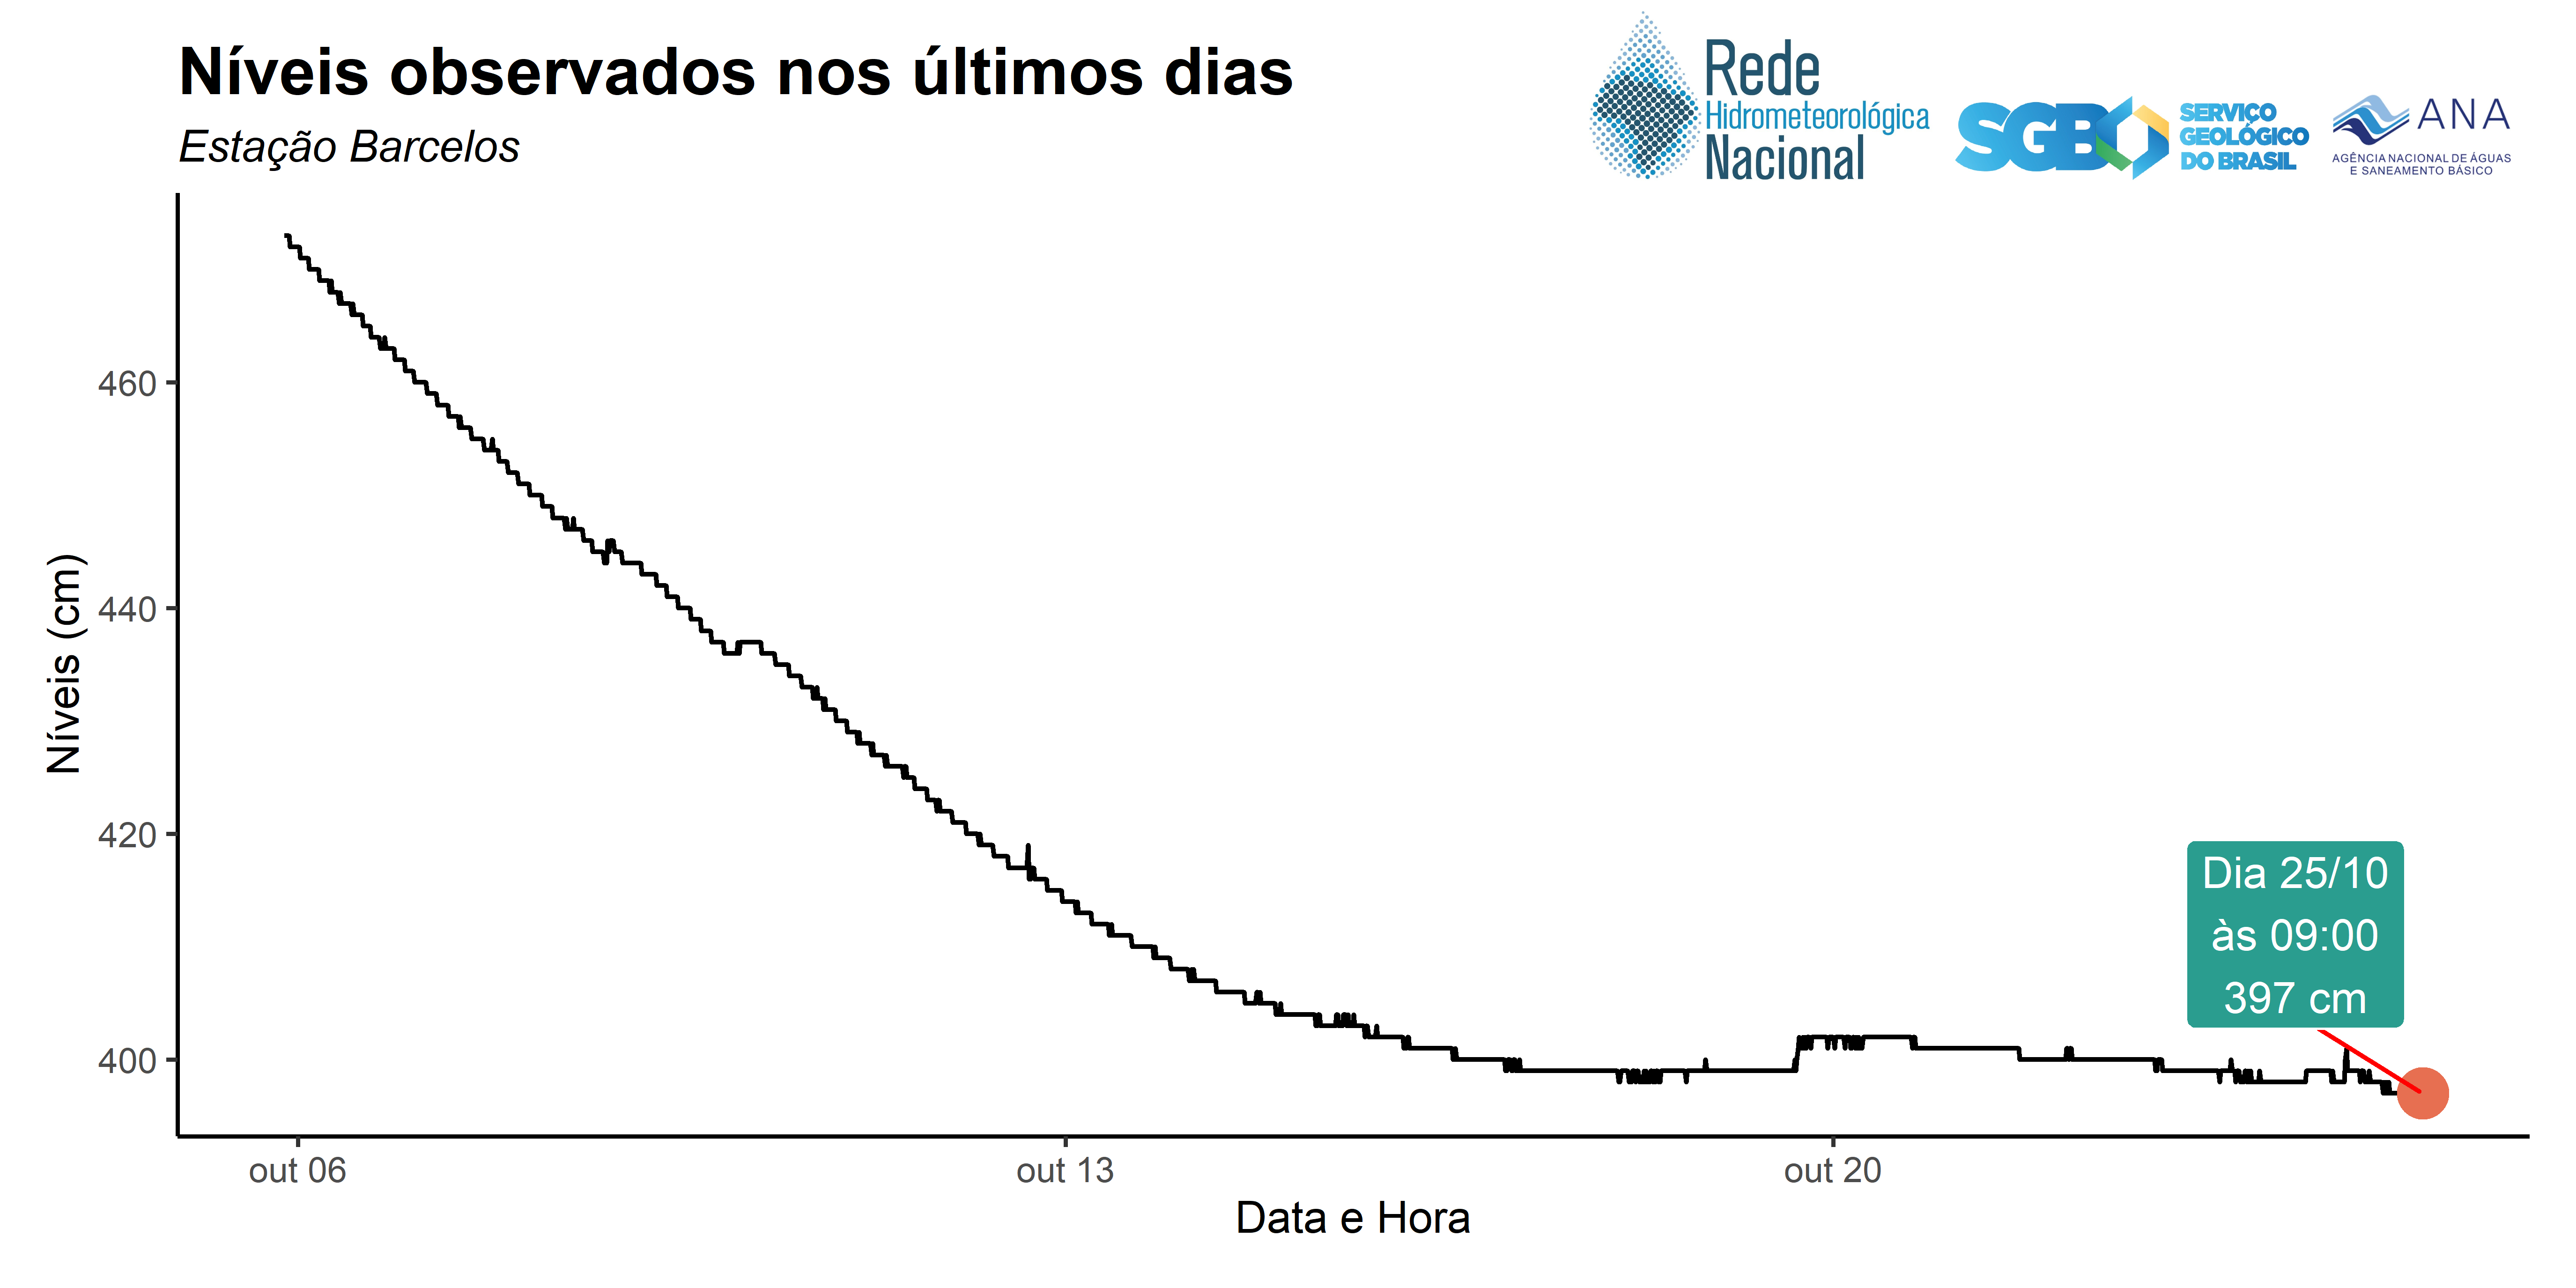 Níveis observados nos últimos dias
Estação Barcelos
Rede
Hidrometeorológica
Nacional
SGB
SERVIÇO
GEOLÓGICO
DO BRASIL
ANA
AGÊNCIA NACIONAL DE ÁGUAS
E SANEAMENTO BÁSICO
Níveis (cm)
460
440
420
400
Dia 25/10
às 09:00
397 cm
out 06
out 13
out 20
Data e Hora